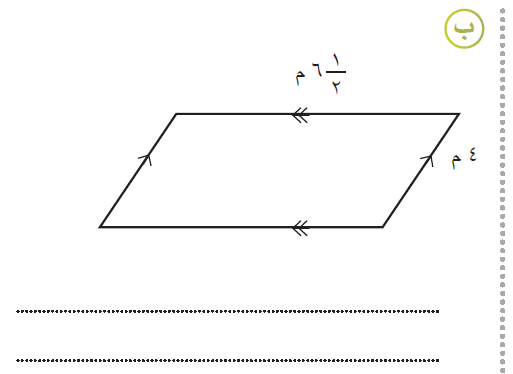 ب
٦ ١/٢ م
٤ م